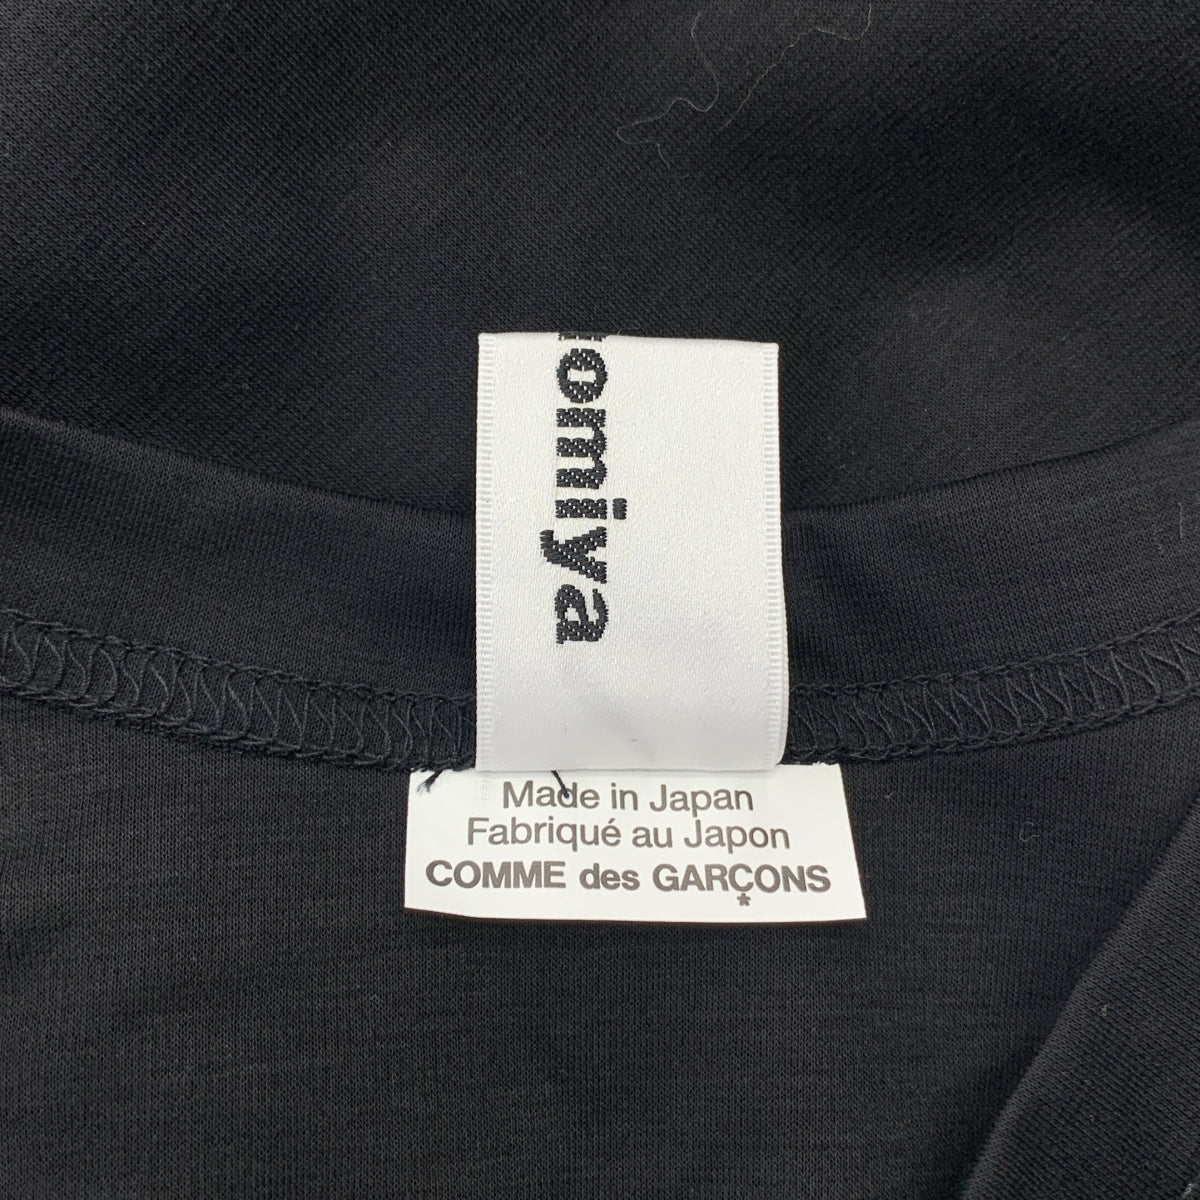 omiya
Made in Japan
Fabriqué au Japon
COMME des GARÇONS
*